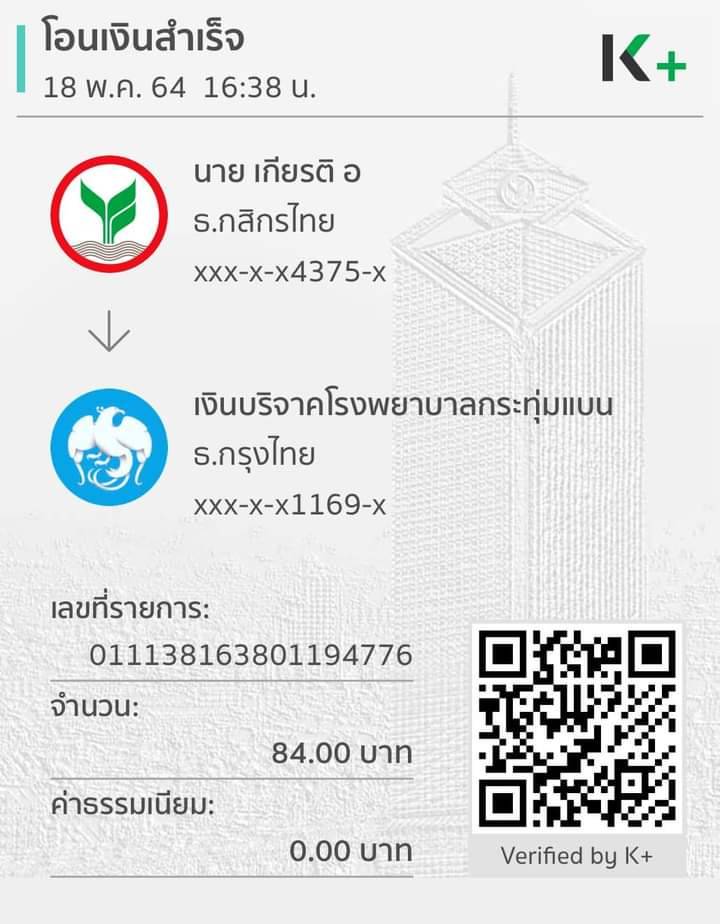 โอนเงินสำเร็จ
18 พ.ค. 64 16:38 น.
K+
นาย เกียรติ อ
ธ.กสิกรไทย
xxx-x-x4375-x
เงินบริจาคโรงพยาบาลกระทุ่มแบน
ธ.กรุงไทย
xxx-x-x1169-x
เลขที่รายการ:
011138163801194776
จำนวน:
84.00 บาท
ค่าธรรมเนียม:
0.00 บาท
Verified by K+